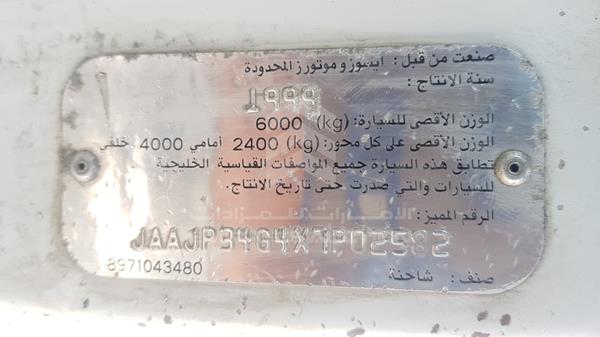 صنعت من قبل: ايسوزو موتورز المحدودة
سنة الانتاج:
1999
الوزن الأقصى للسيارة: (kg) 6000
الوزن الأقصى على كل محور: (kg) 2400 أمامي 4000 خلفي
تطابق هذه السيارة جميع المواصفات القياسية الخليجية
للسيارات والتي صدرت حتى تاريخ الانتاج.
الإمارات للمزادات
الرقم المميز:
JAAJP34G4X7P02582
8971043480
صنف: شاحنة